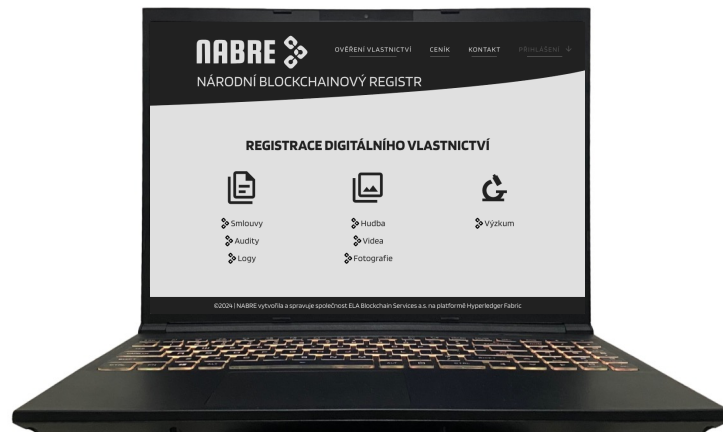 NABRE
OVĚŘENÍ VLASTNICTVÍ CENÍK KONTAKT PŘIHLÁŠENÍ
NÁRODNÍ BLOCKCHAINOVÝ REGISTR
REGISTRACE DIGITÁLNÍHO VLASTNICTVÍ
Smlouvy Hudba Výzkum
Audity Videa
Logy Fotografie
©2024 | NABRE vytvořila a spravuje společnost ELA Blockchain Services a.s. na platformě Hyperledger Fabric